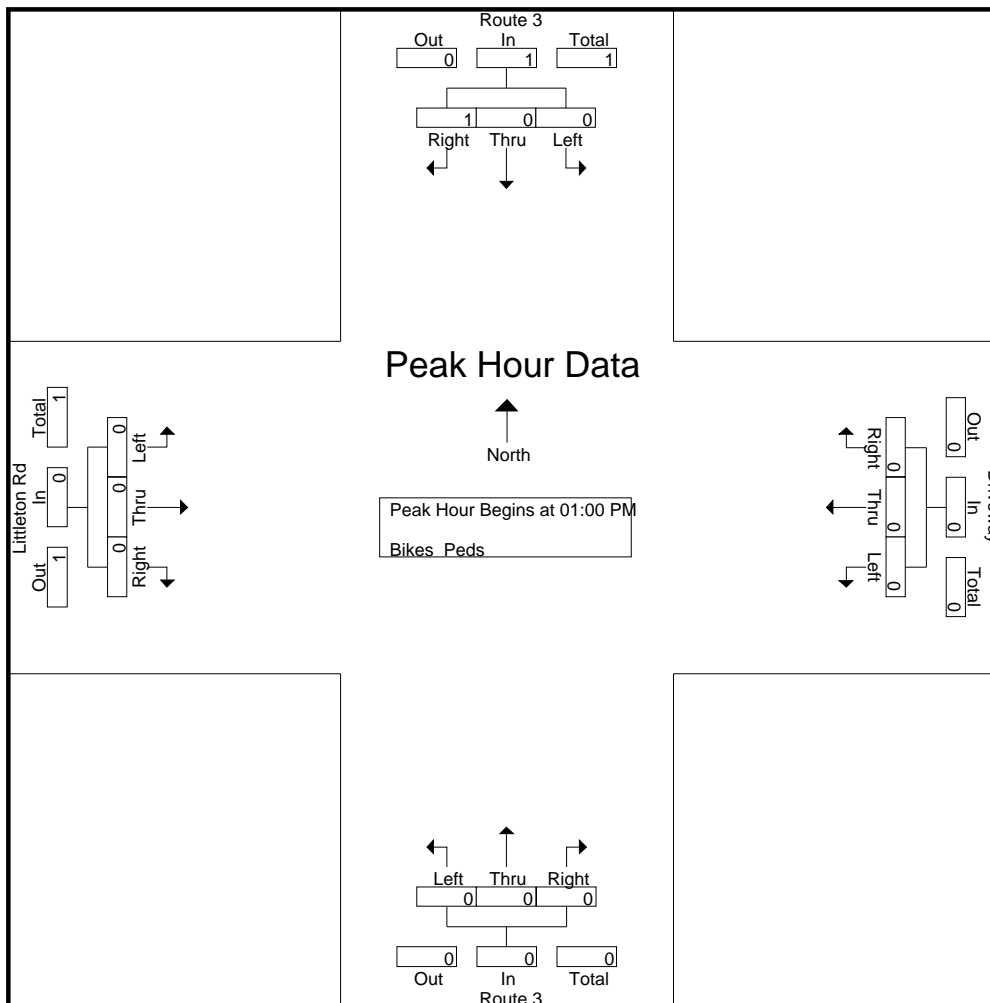 Route 3
Out In Total
0 1 1
1 0 0
Right Thru Left
Peak Hour Data
North
Peak Hour Begins at 01:00 PM
Bikes Peds
Littleton Rd
Total In Out
1 0 1
0 0 0
Left Thru Right
Right Thru Left
0 0 0
0 0 0
Out In Total
Left Thru Right
0 0 0
0 0 0
Out In Total
Route 3